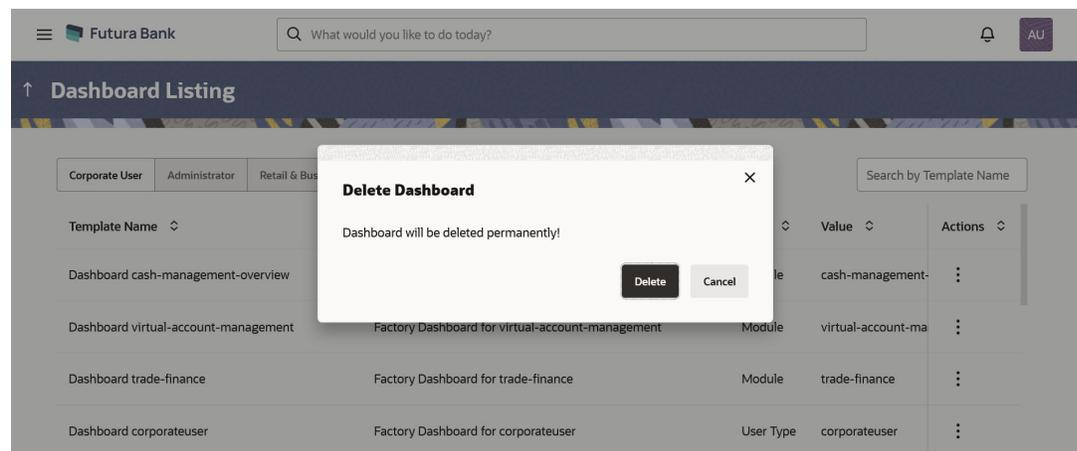 Futura Bank
What would you like to do today?
AU
Dashboard Listing
Corporate User
Administrator
Retail & Bus
Search by Template Name
Delete Dashboard
Dashboard will be deleted permanently!
Delete
Cancel
Template Name
Value
Actions
Dashboard cash-management-overview
le
cash-management-
Dashboard virtual-account-management
Factory Dashboard for virtual-account-management
Module
virtual-account-ma
Dashboard trade-finance
Factory Dashboard for trade-finance
Module
trade-finance
Dashboard corporateuser
Factory Dashboard for corporateuser
User Type
corporateuser